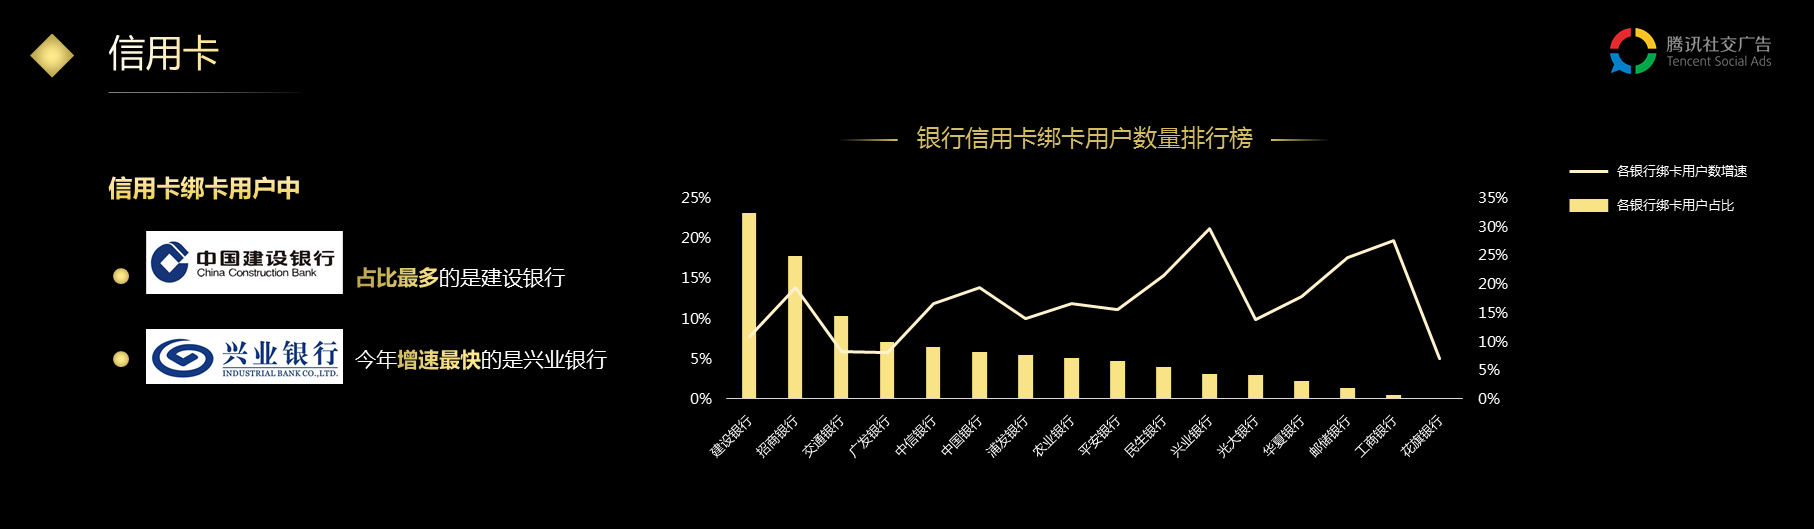 信用卡
腾讯社交广告
Tencent Social Ads
信用卡绑卡用户中
中国建设银行
China Construction Bank
占比最多的是建设银行
兴业银行
INDUSTRIAL BANK CO.,LTD.
今年增速最快的是兴业银行
银行信用卡绑卡用户数量排行榜
各银行绑卡用户数增速
各银行绑卡用户占比
25%
20%
15%
10%
5%
0%
35%
30%
25%
20%
15%
10%
5%
0%
建设银行
招商银行
交通银行
广发银行
中信银行
中国银行
浦发银行
农业银行
平安银行
民生银行
兴业银行
光大银行
华夏银行
邮储银行
工商银行
花旗银行